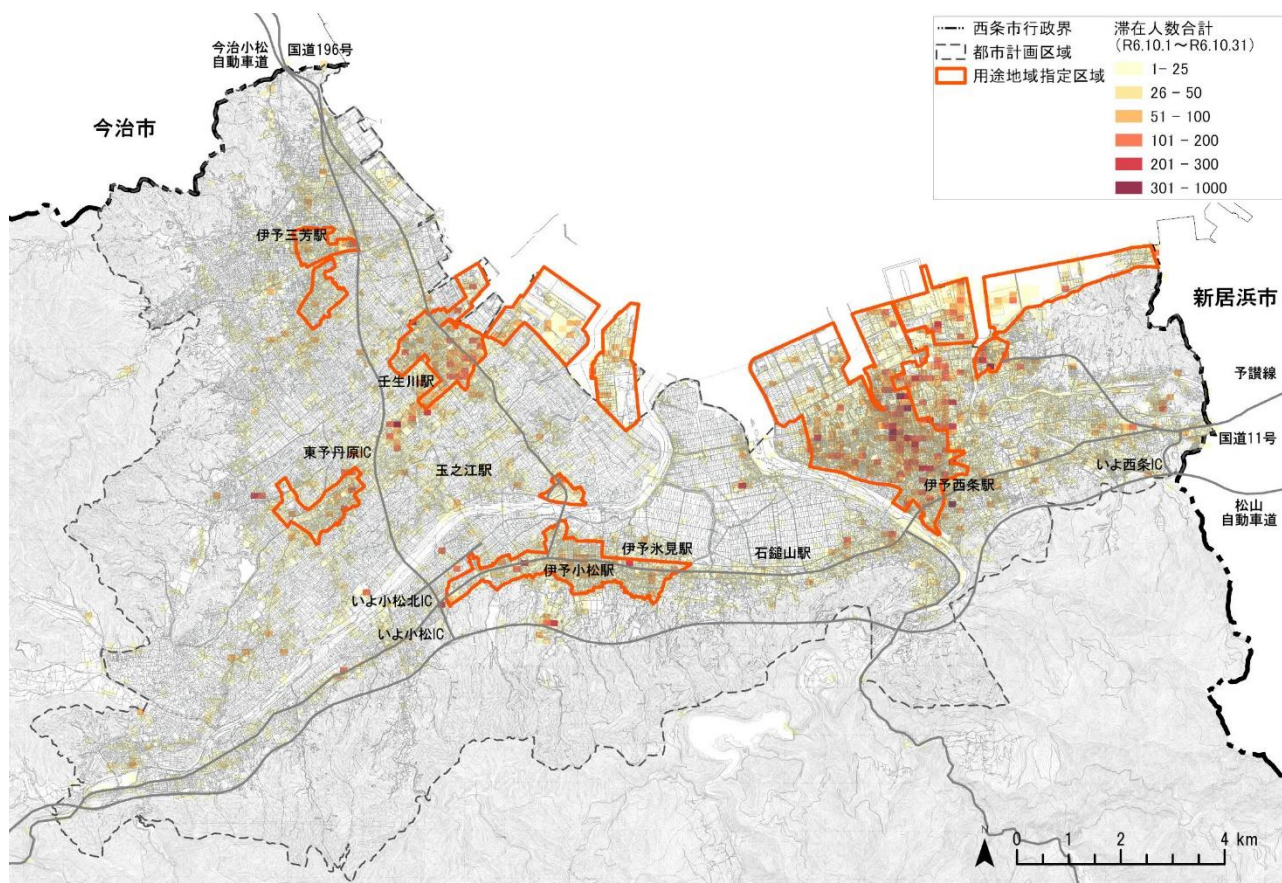 今治小松
自動車道
国道196号
今治市
西条市行政界
都市計画区域
用途地域指定区域
滞在人数合計
(R6.10.1~R6.10.31)
1- 25
26 - 50
51 - 100
101 - 200
201 - 300
301 - 1000
伊予三芳駅
新居浜市
壬生川駅
予讃線
国道11号
東予丹原IC
玉之江駅
いよ西条IC
伊予西条駅
松山
自動車道
伊予氷見駅
石鎚山駅
伊予小松駅
いよ小松北IC
いよ小松IC
N
0 1 2 4 km